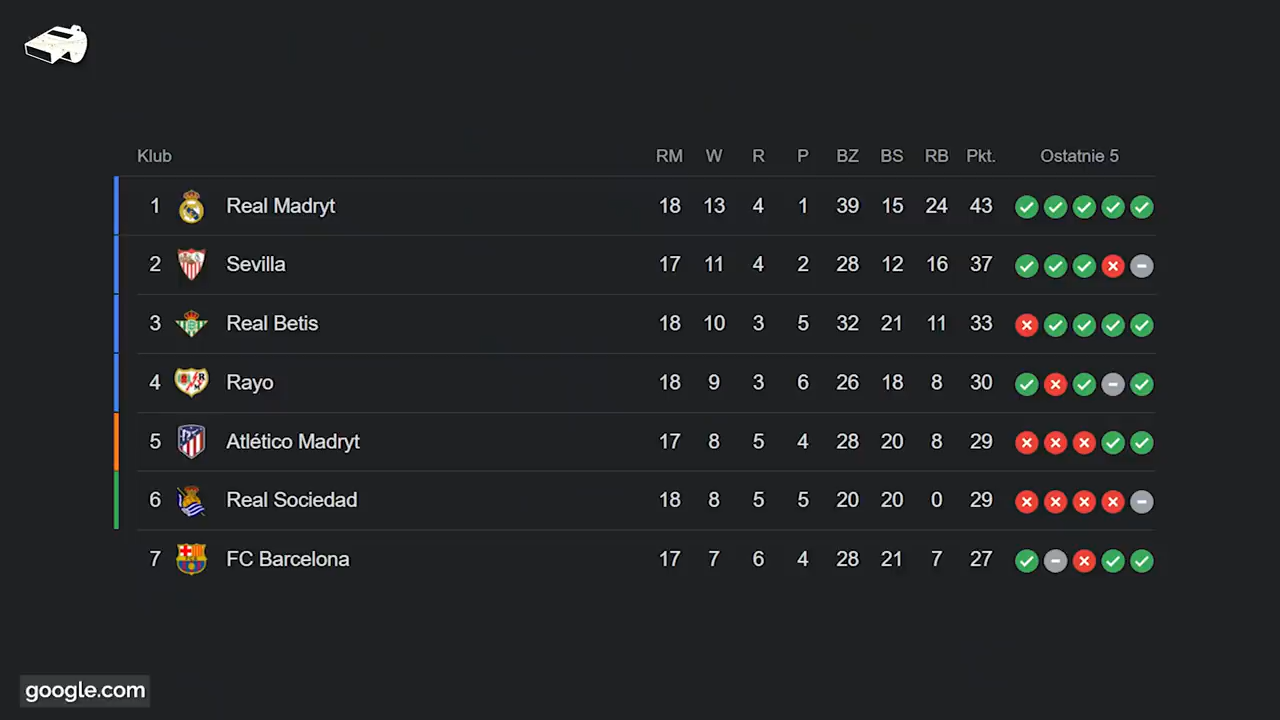 Klub RM W R P BZ BS RB Pkt. Ostatnie 5
1 Real Madryt 18 13 4 1 39 15 24 43
2 Sevilla 17 11 4 2 28 12 16 37
3 Real Betis 18 10 3 5 32 21 11 33
4 Rayo 18 9 3 6 26 18 8 30
5 Atlético Madryt 17 8 5 4 28 20 8 29
6 Real Sociedad 18 8 5 5 20 20 0 29
7 FC Barcelona 17 7 6 4 28 21 7 27
google.com